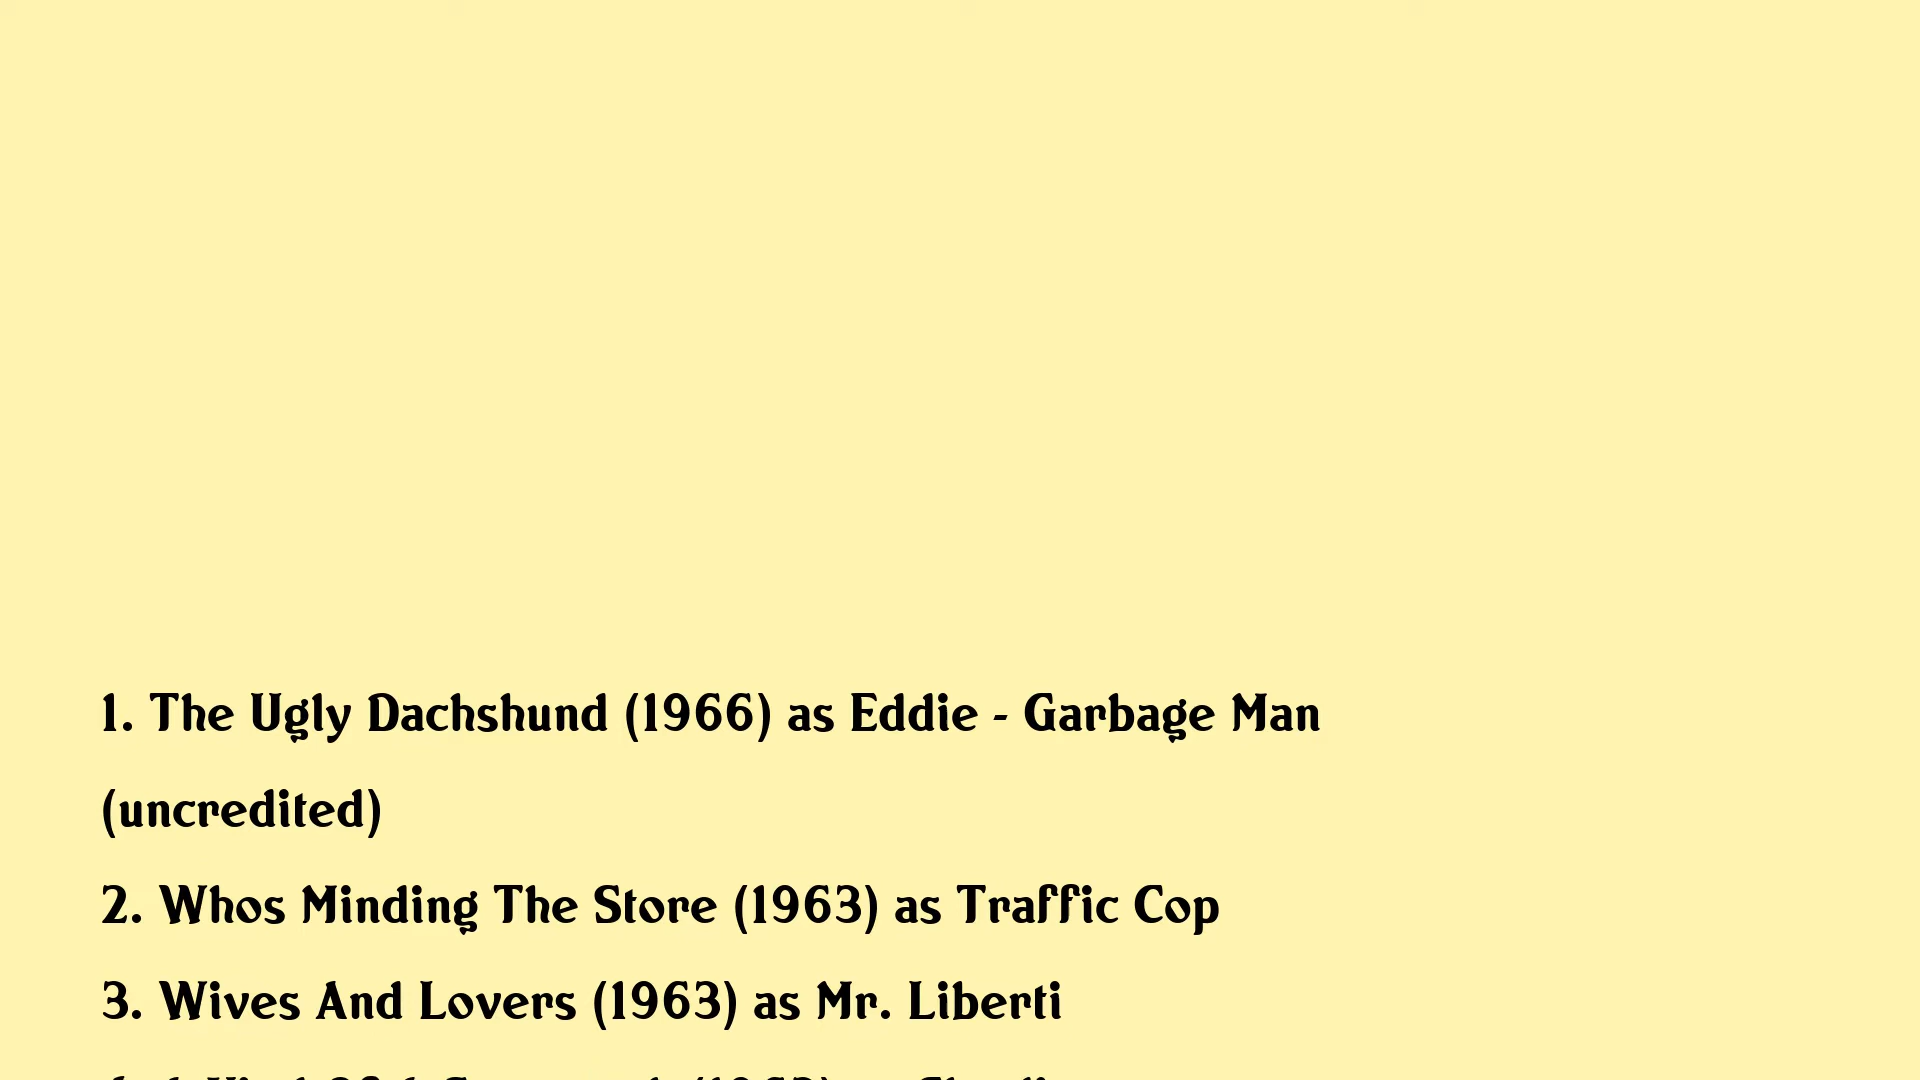 1. The Ugly Dachshund (1966) as Eddie - Garbage Man
(uncredited)
2. Whos Minding The Store (1963) as Traffic Cop
3. Wives And Lovers (1963) as Mr. Liberti